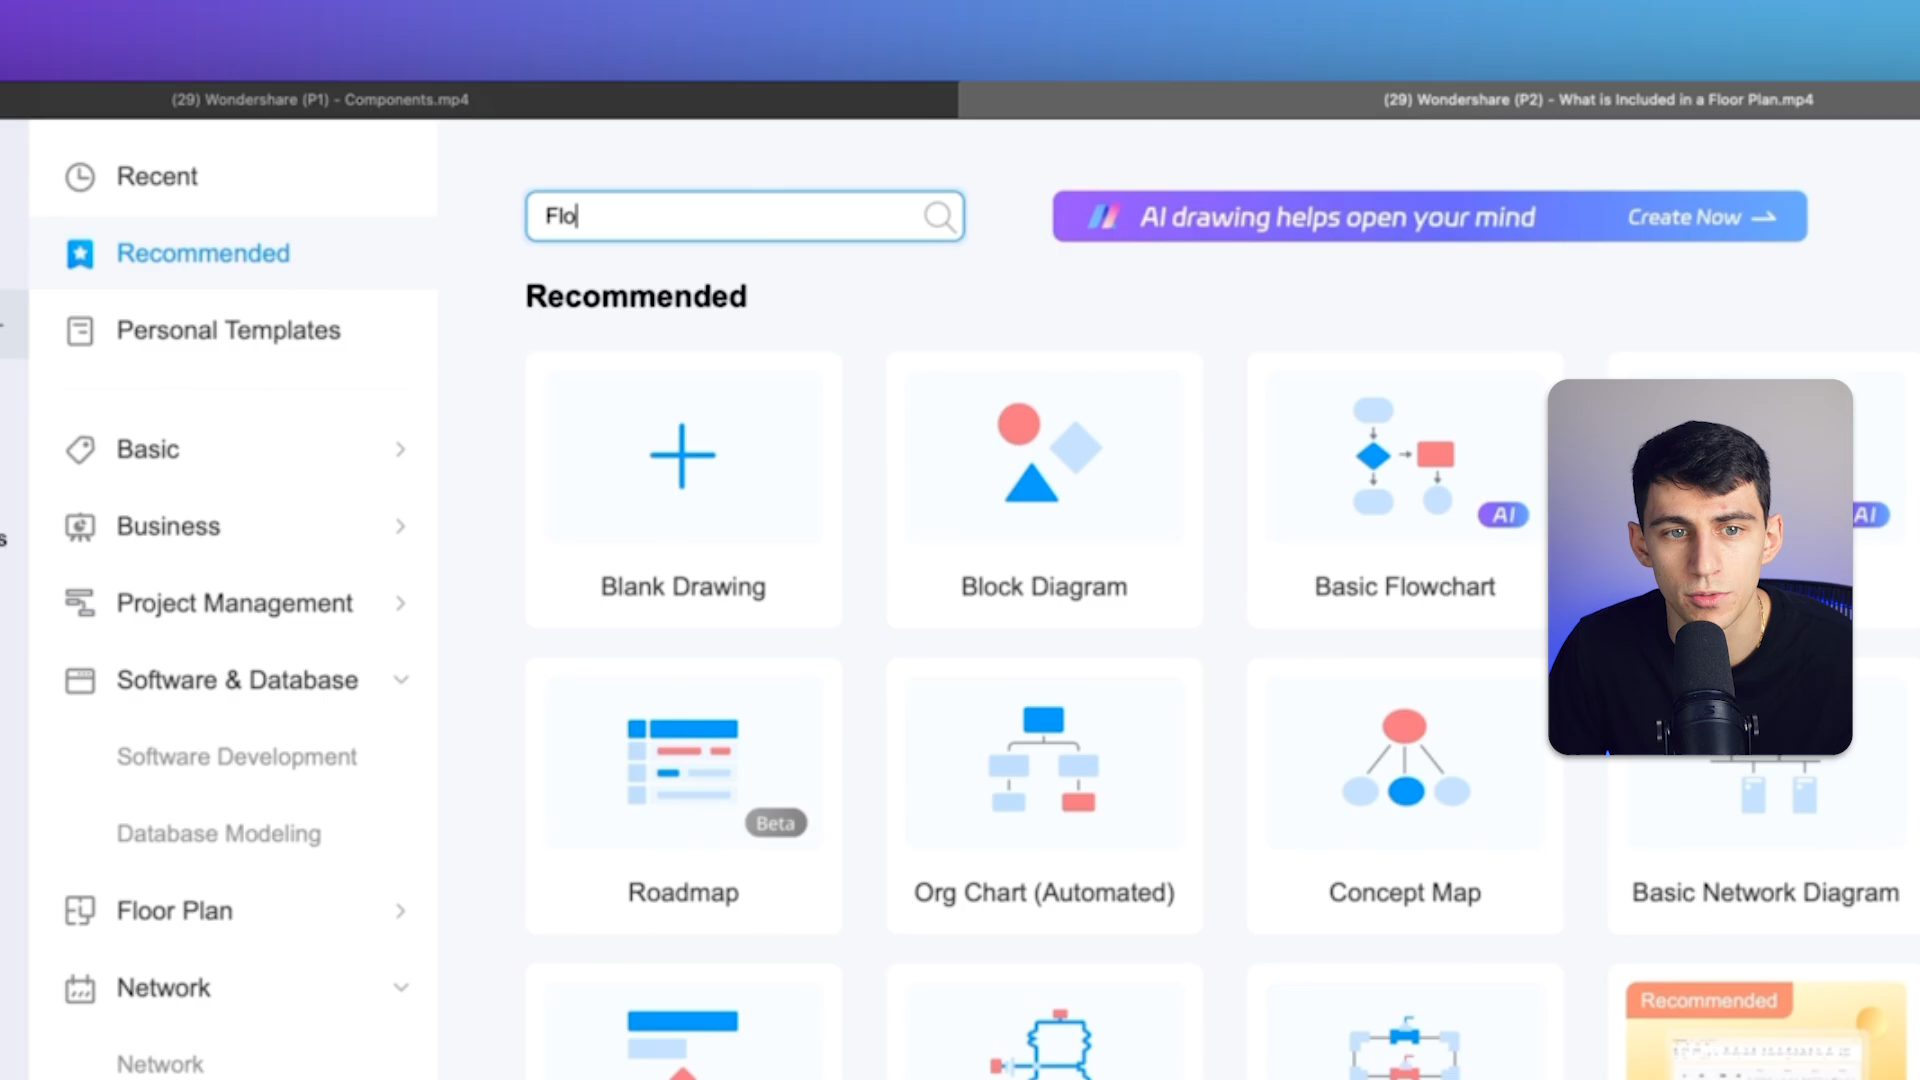 (29) Wondershare (P1) - Components.mp4
(29) Wondershare (P2) - What is Included in a Floor Plan.mp4
Recent
Recommended
Personal Templates
Basic
Business
Project Management
Software & Database
Software Development
Database Modeling
Floor Plan
Network
Network
Flo
AI drawing helps open your mind
Create Now
Recommended
Blank Drawing
Block Diagram
AI
Basic Flowchart
AI
Beta
Roadmap
Org Chart (Automated)
Concept Map
Basic Network Diagram
Recommended